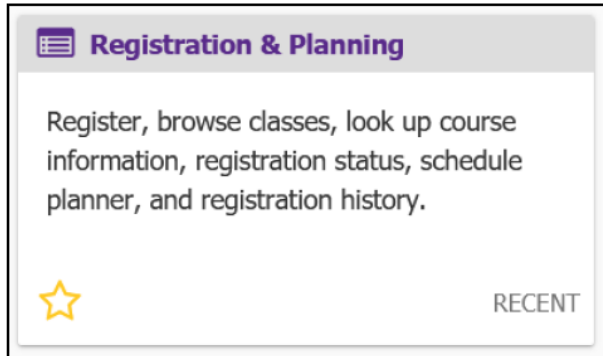 Registration & Planning
Register, browse classes, look up course
information, registration status, schedule
planner, and registration history.
RECENT